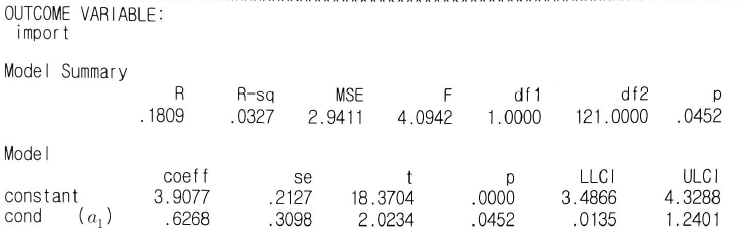 OUTCOME VARIABLE:
import
Model Summary
R R-sq MSE F df1 df2 p
.1809 .0327 2.9411 4.0942 1.0000 121.0000 .0452
Model
coeff se t p LLCI ULCI
constant 3.9077 .2127 18.3704 .0000 3.4866 4.3288
cond (a₁) .6268 .3098 2.0234 .0452 .0135 1.2401